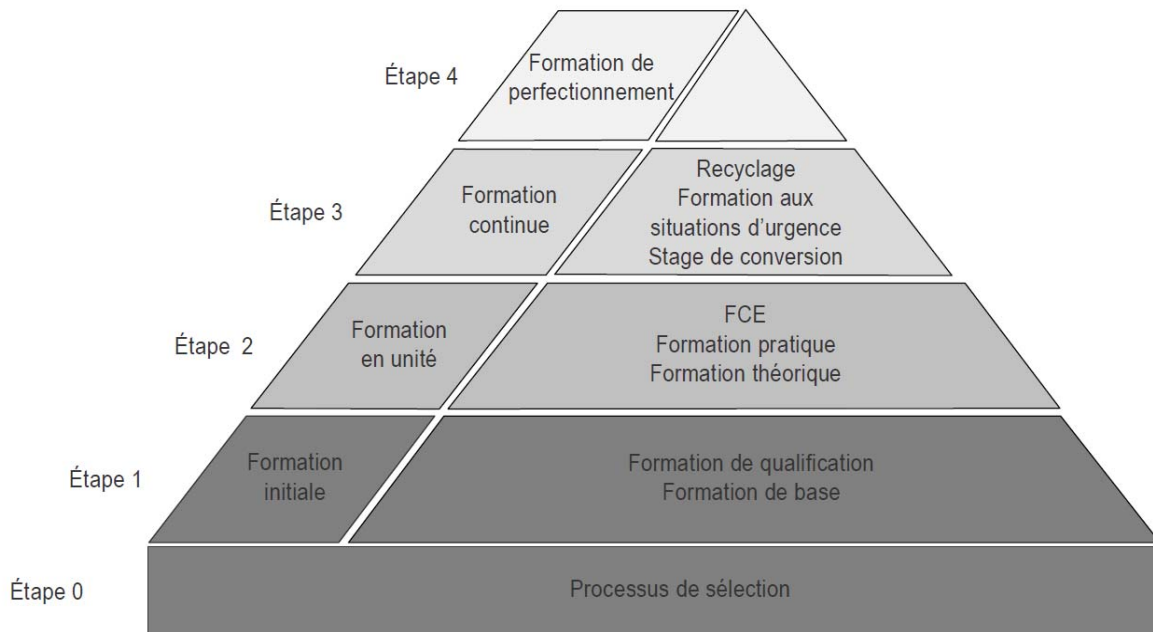 Étape 4
Formation de
perfectionnement
Étape 3
Formation
continue
Recyclage
Formation aux
situations d’urgence
Stage de conversion
Étape 2
Formation
en unité
FCE
Formation pratique
Formation théorique
Étape 1
Formation
initiale
Formation de qualification
Formation de base
Étape 0
Processus de sélection